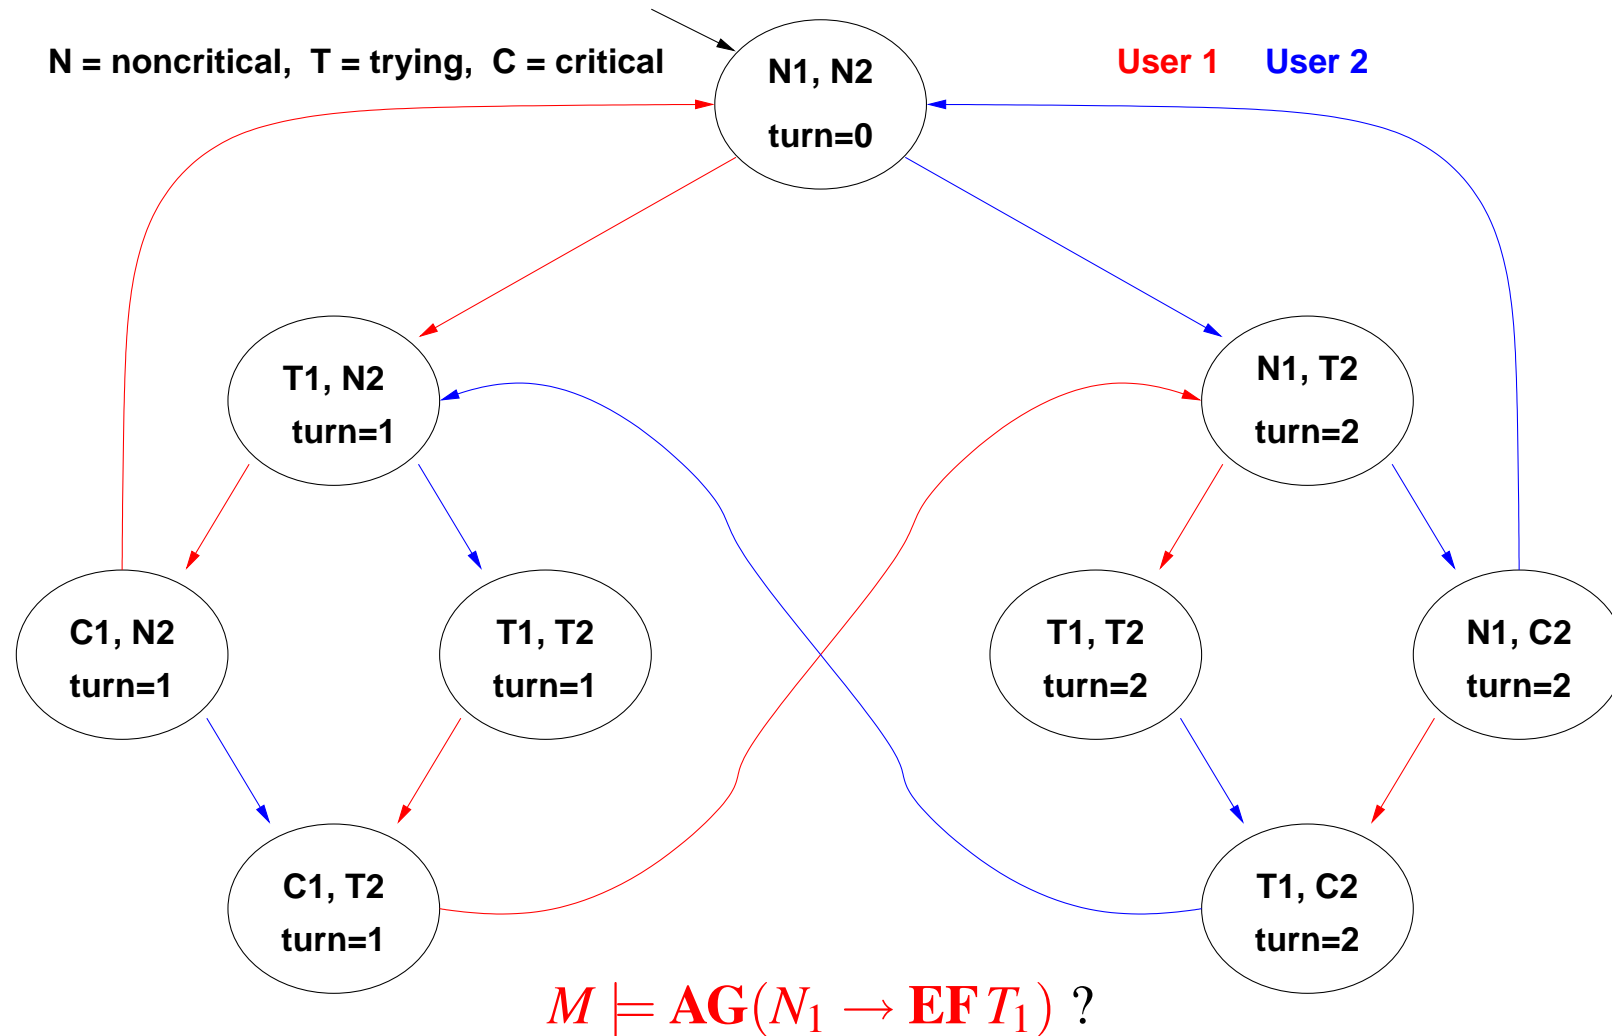 N = noncritical, T = trying, C = critical
User 1 User 2
N1, N2
turn=0
T1, N2
turn=1
N1, T2
turn=2
C1, N2
turn=1
T1, T2
turn=1
T1, T2
turn=2
N1, C2
turn=2
C1, T2
turn=1
T1, C2
turn=2
M ⊨ AG(N₁ → EF T₁) ?